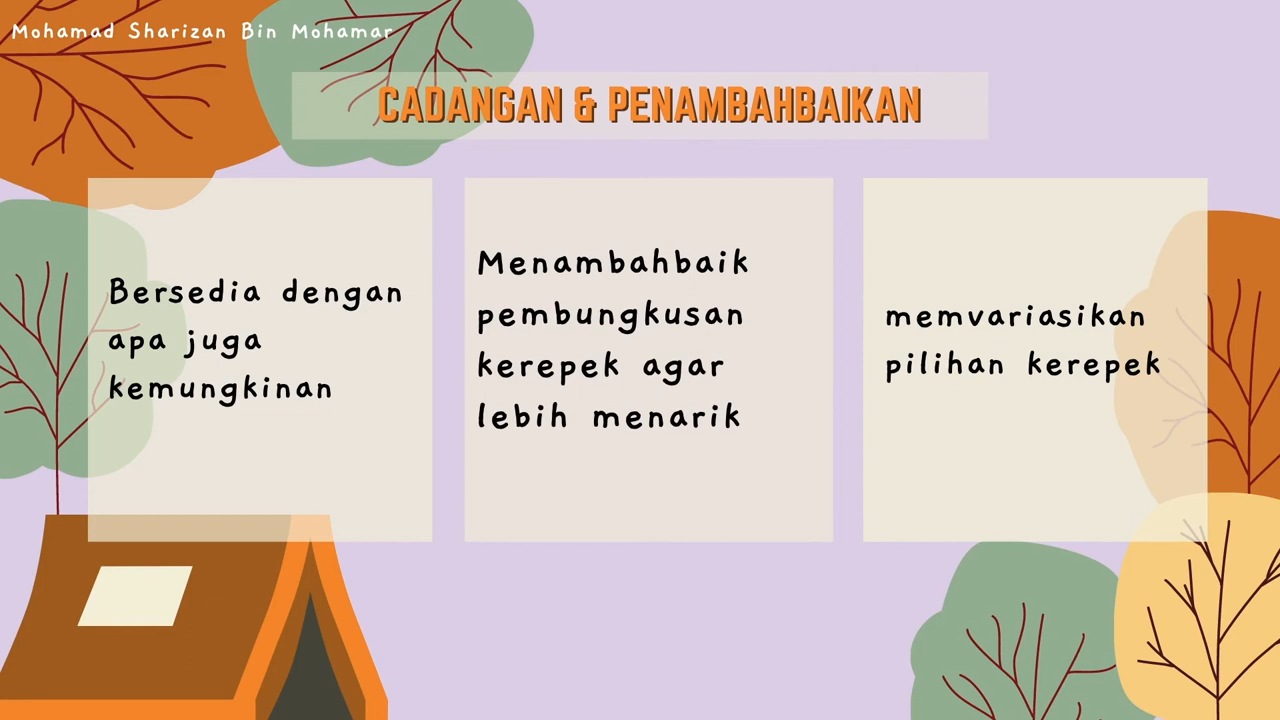 Mohamad Sharizan Bin Mohamar
CADANGAN & PENAMBAHBAIKAN
Bersedia dengan
apa juga
kemungkinan
Menambahbaik
pembungkusan
kerepek agar
lebih menarik
memvariasikan
pilihan kerepek